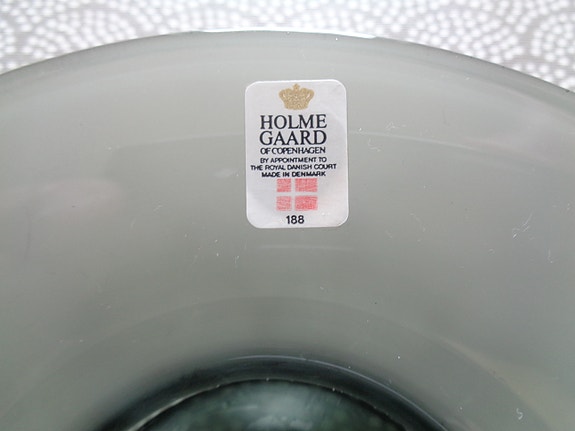 HOLME
GAARD
OF COPENHAGEN
BY APPOINTMENT TO
THE ROYAL DANISH COURT
MADE IN DENMARK
188